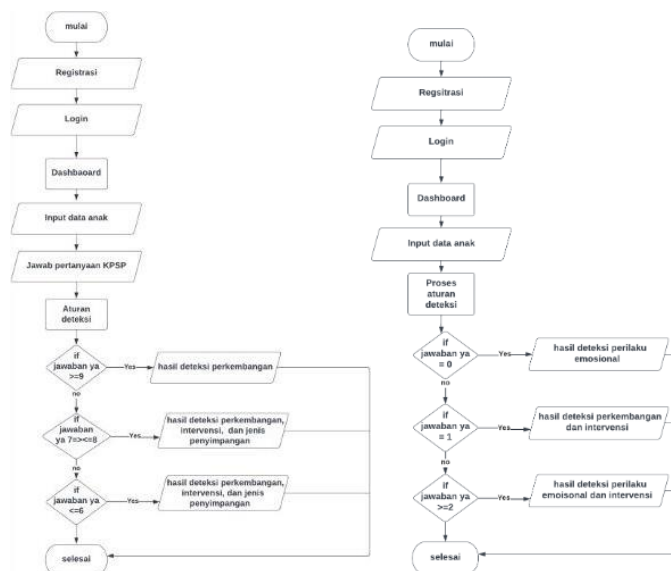 mulai
Registrasi
Login
Dashbaoard
Input data anak
Jawab pertanyaan KPSP
Aturan
deteksi
if
jawaban ya
>=9
Yes
hasil deteksi perkembangan
no
if
jawaban
ya 7=><=8
Yes
hasil deteksi perkembangan,
intervensi, dan jenis
penyimpangan
no
if
jawaban ya
<=6
Yes
hasil deteksi perkembangan,
intervensi, dan jenis
penyimpangan
selesai
mulai
Regsitrasi
Login
Dashboard
Input data anak
Proses
aturan
deteksi
if
jawaban ya
= 0
Yes
hasil deteksi perilaku
emosional
no
if
jawaban ya
= 1
Yes
hasil deteksi perkembangan
dan intervensi
no
if
jawaban ya
>=2
Yes
hasil deteksi perilaku
emoisonal dan intervensi
selesai